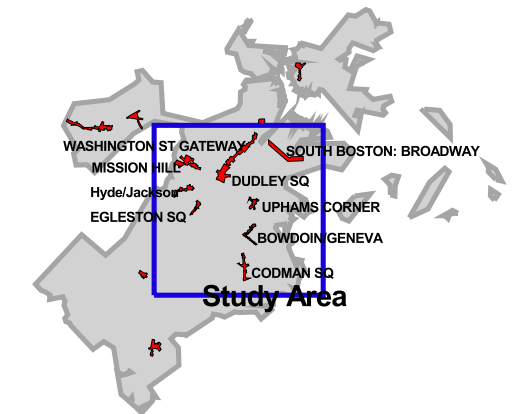 WASHINGTON ST GATEWAY
SOUTH BOSTON: BROADWAY
MISSION HILL
DUDLEY SQ
Hyde/Jackson
UPHAMS CORNER
EGLESTON SQ
BOWDOIN/GENEVA
CODMAN SQ
Study Area